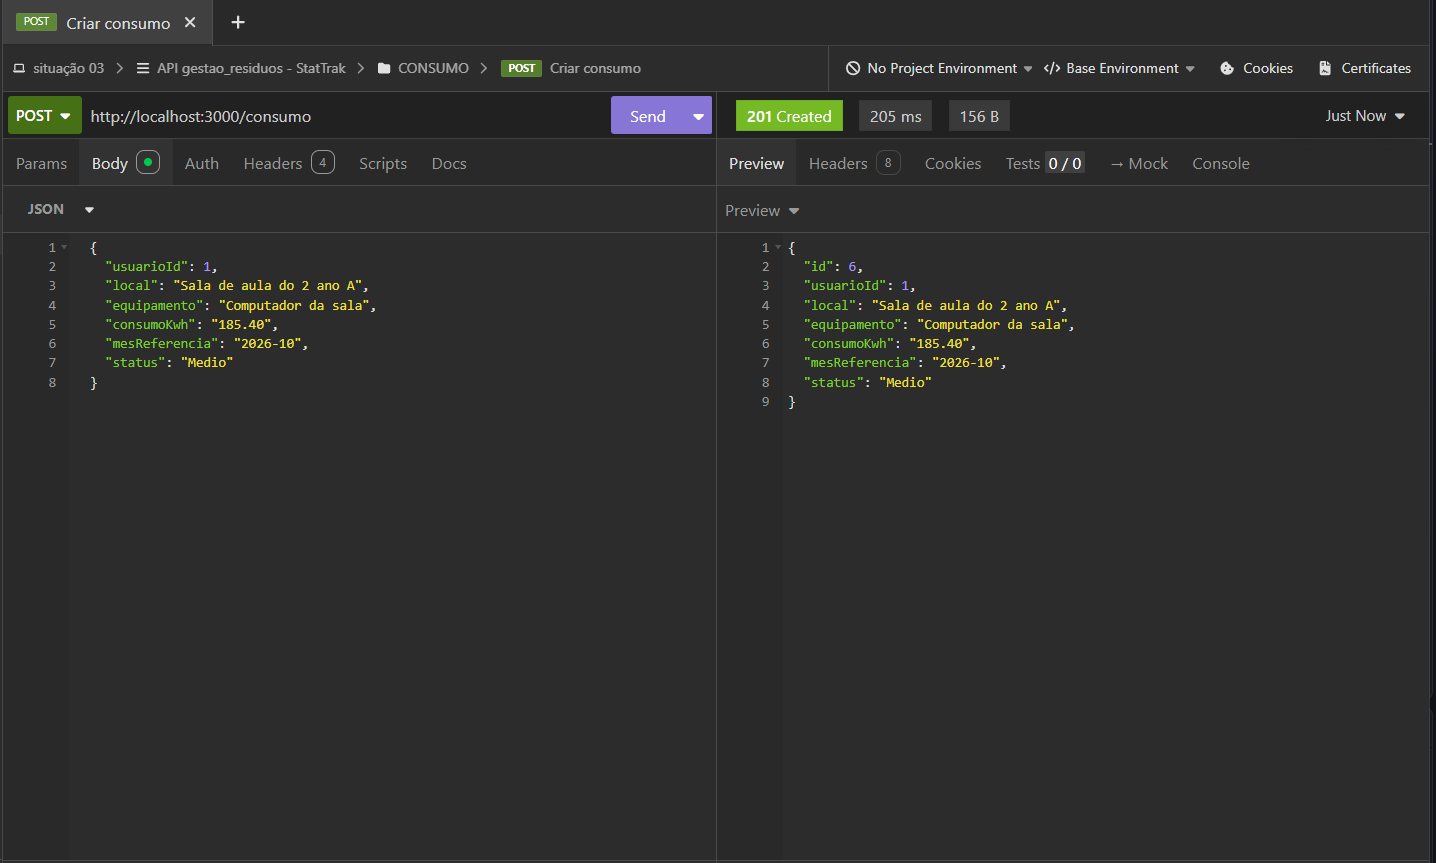 POST Criar consumo
situação 03 API gestao_residuos - StatTrak CONSUMO POST Criar consumo
No Project Environment Base Environment Cookies Certificates
POST http://localhost:3000/consumo Send
201 Created 205 ms 156 B Just Now
Params Body Auth Headers 4 Scripts Docs
Preview Headers 8 Cookies Tests 0 / 0 → Mock Console
JSON
Preview
1 {
2 "usuarioId": 1,
3 "local": "Sala de aula do 2 ano A",
4 "equipamento": "Computador da sala",
5 "consumoKwh": "185.40",
6 "mesReferencia": "2026-10",
7 "status": "Medio"
8 }
1 {
2 "id": 6,
3 "usuarioId": 1,
4 "local": "Sala de aula do 2 ano A",
5 "equipamento": "Computador da sala",
6 "consumoKwh": "185.40",
7 "mesReferencia": "2026-10",
8 "status": "Medio"
9 }